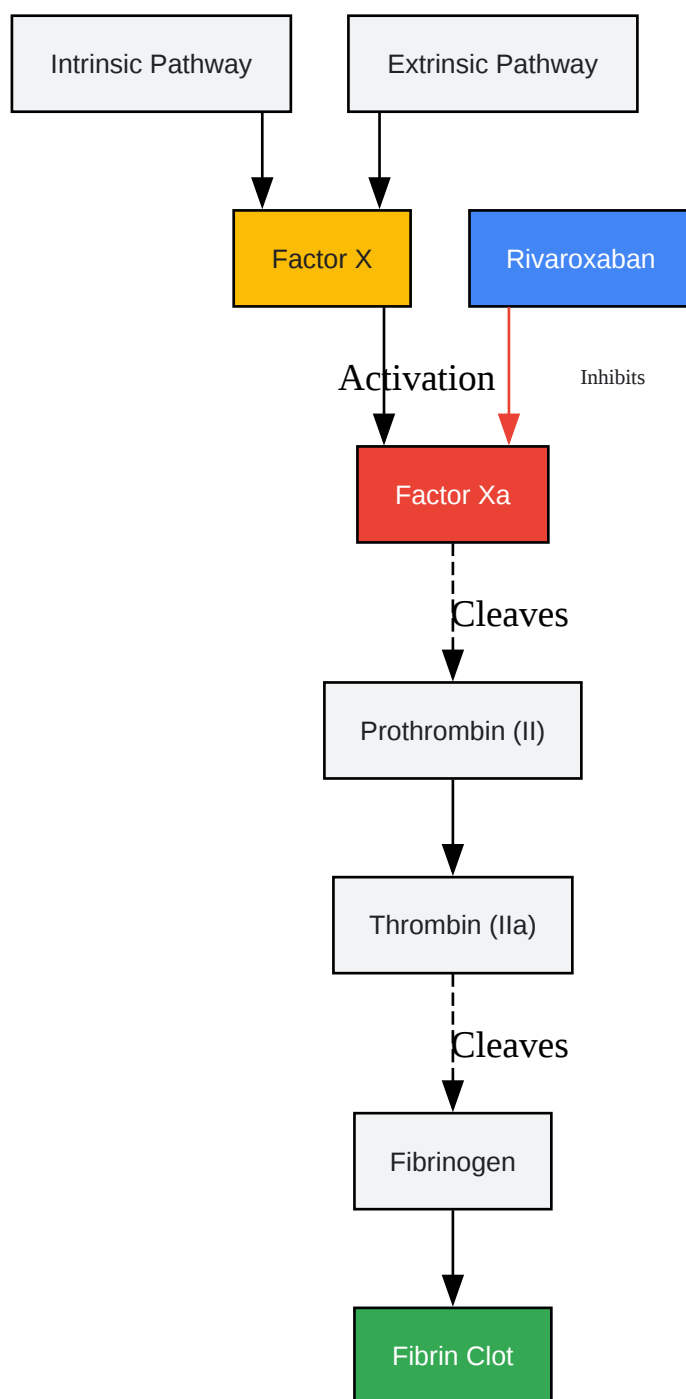 Intrinsic Pathway
Extrinsic Pathway
Factor X
Rivaroxaban
Activation
Inhibits
Factor Xa
Cleaves
Prothrombin (II)
Thrombin (IIa)
Cleaves
Fibrinogen
Fibrin Clot